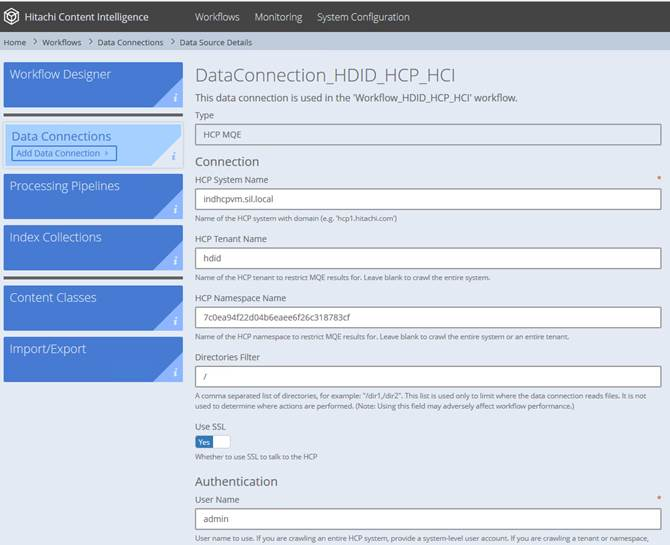 Hitachi Content Intelligence Workflows Monitoring System Configuration
Home > Workflows > Data Connections > Data Source Details
Workflow Designer
i
Data Connections
Add Data Connection
i
Processing Pipelines
i
Index Collections
i
Content Classes
i
Import/Export
i
DataConnection_HDID_HCP_HCI
This data connection is used in the 'Workflow_HDID_HCP_HCI' workflow.
Type
HCP MQE
Connection
HCP System Name *
indhcpvm.sil.local
Name of the HCP system with domain (e.g. 'hcp1.hitachi.com')
HCP Tenant Name
hdid
Name of the HCP tenant to restrict MQE results for. Leave blank to crawl the entire system.
HCP Namespace Name
7c0ea94f22d04b6eaee6f26c318783cf
Name of the HCP namespace to restrict MQE results for. Leave blank to crawl the entire system or an entire tenant.
Directories Filter
/
A comma separated list of directories, for example: "/dir1,/dir2". This list is used only to limit where the data connection reads files. It is not
used to determine where actions are performed. (Note: Using this field may adversely affect workflow performance.)
Use SSL
Yes
Whether to use SSL to talk to the HCP
Authentication
User Name *
admin
User name to use. If you are crawling an entire HCP system, provide a system-level user account. If you are crawling a tenant or namespace,